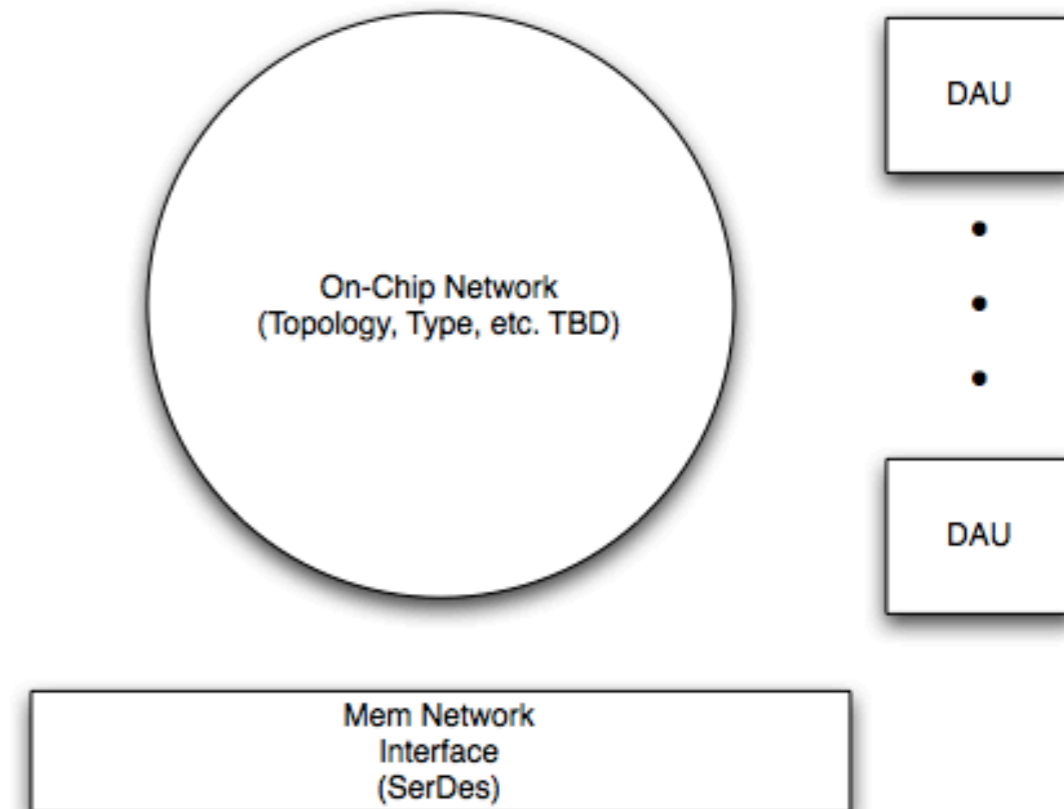 DAU
On-Chip Network
(Topology, Type, etc. TBD)
DAU
Mem Network
Interface
(SerDes)